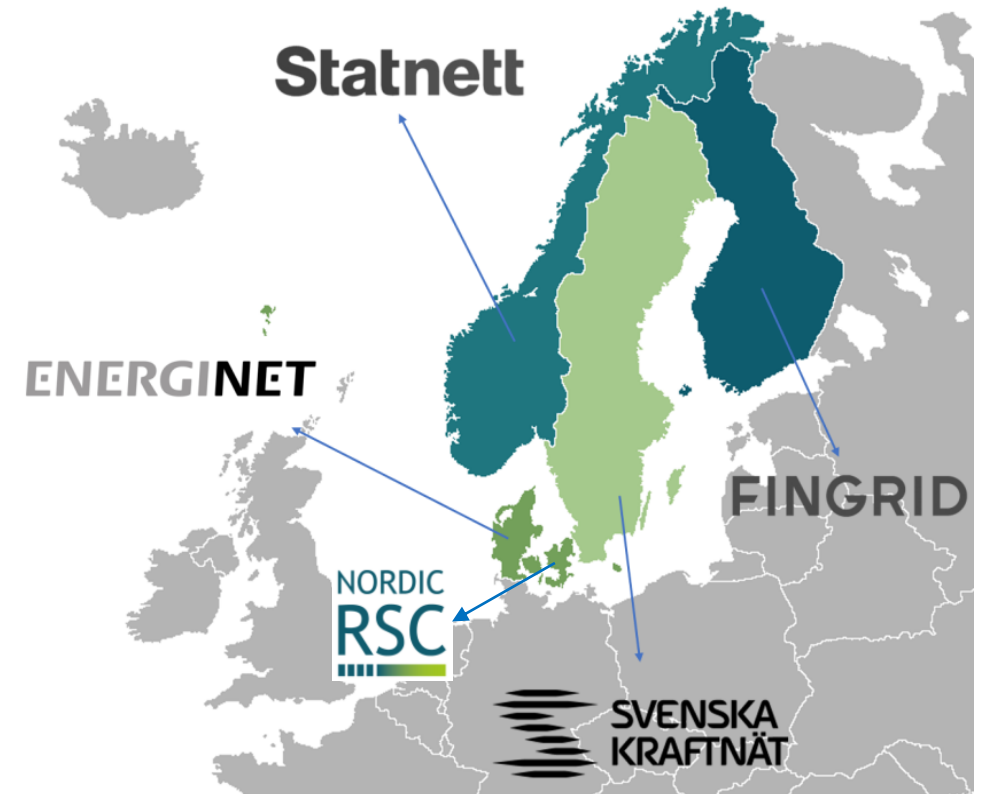 Statnett
ENERGINET
FINGRID
NORDIC
RSC
SVENSKA
KRAFTNÄT